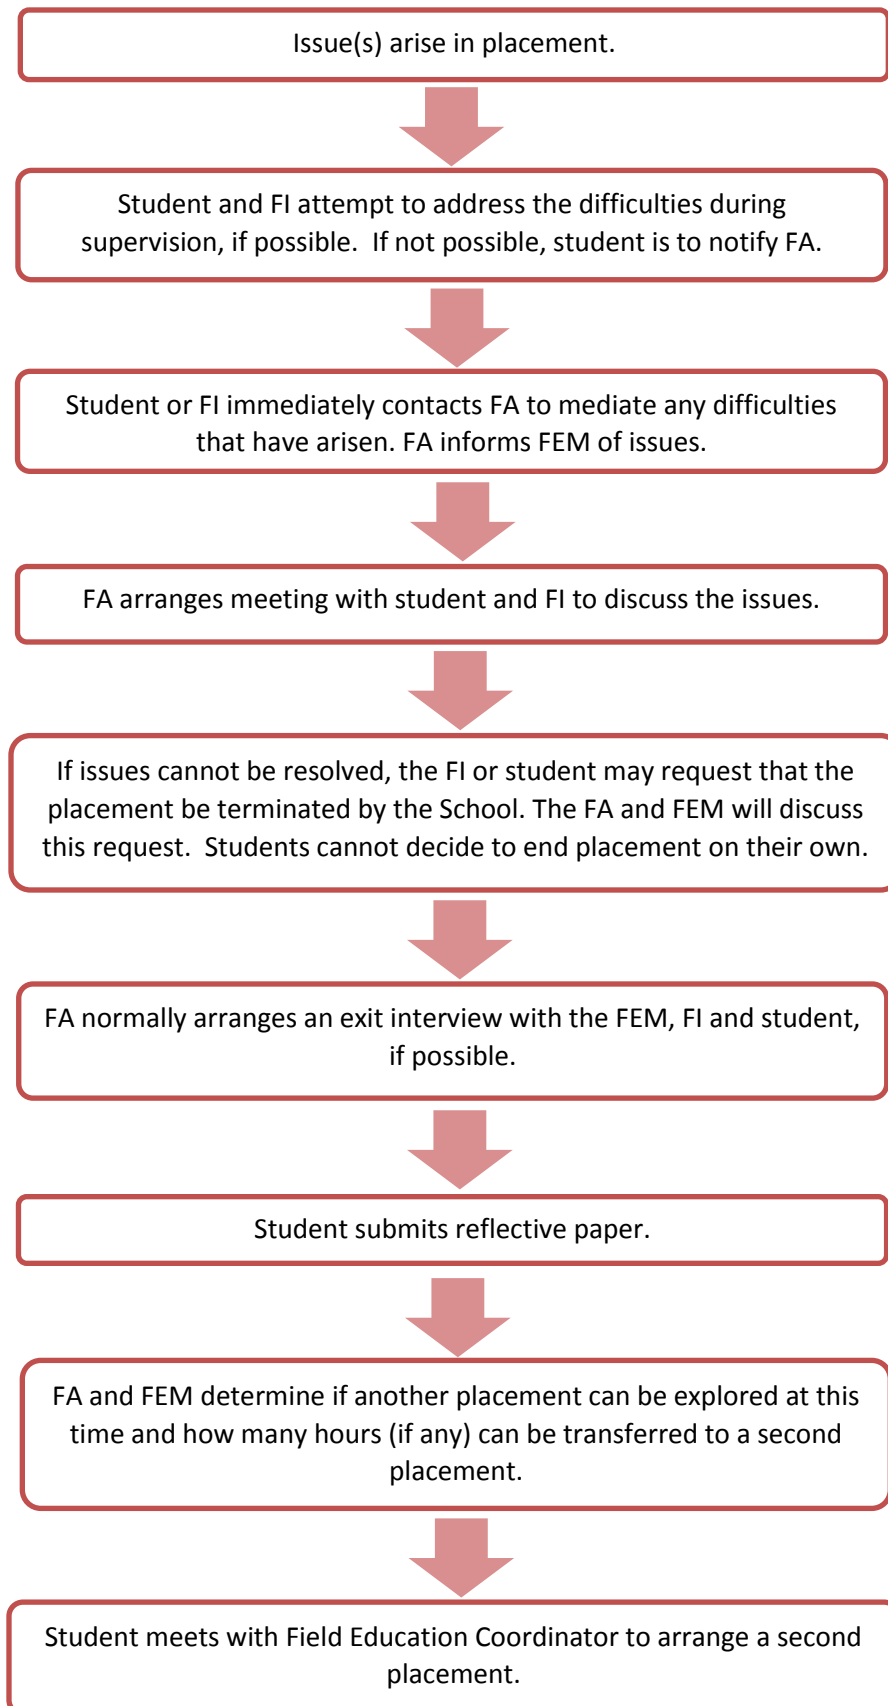 Issue(s) arise in placement.
Student and FI attempt to address the difficulties during
supervision, if possible.  If not possible, student is to notify FA.
Student or FI immediately contacts FA to mediate any difficulties
that have arisen. FA informs FEM of issues.
FA arranges meeting with student and FI to discuss the issues.
If issues cannot be resolved, the FI or student may request that the
placement be terminated by the School. The FA and FEM will discuss
this request.  Students cannot decide to end placement on their own.
FA normally arranges an exit interview with the FEM, FI and student,
if possible.
Student submits reflective paper.
FA and FEM determine if another placement can be explored at this
time and how many hours (if any) can be transferred to a second
placement.
Student meets with Field Education Coordinator to arrange a second
placement.